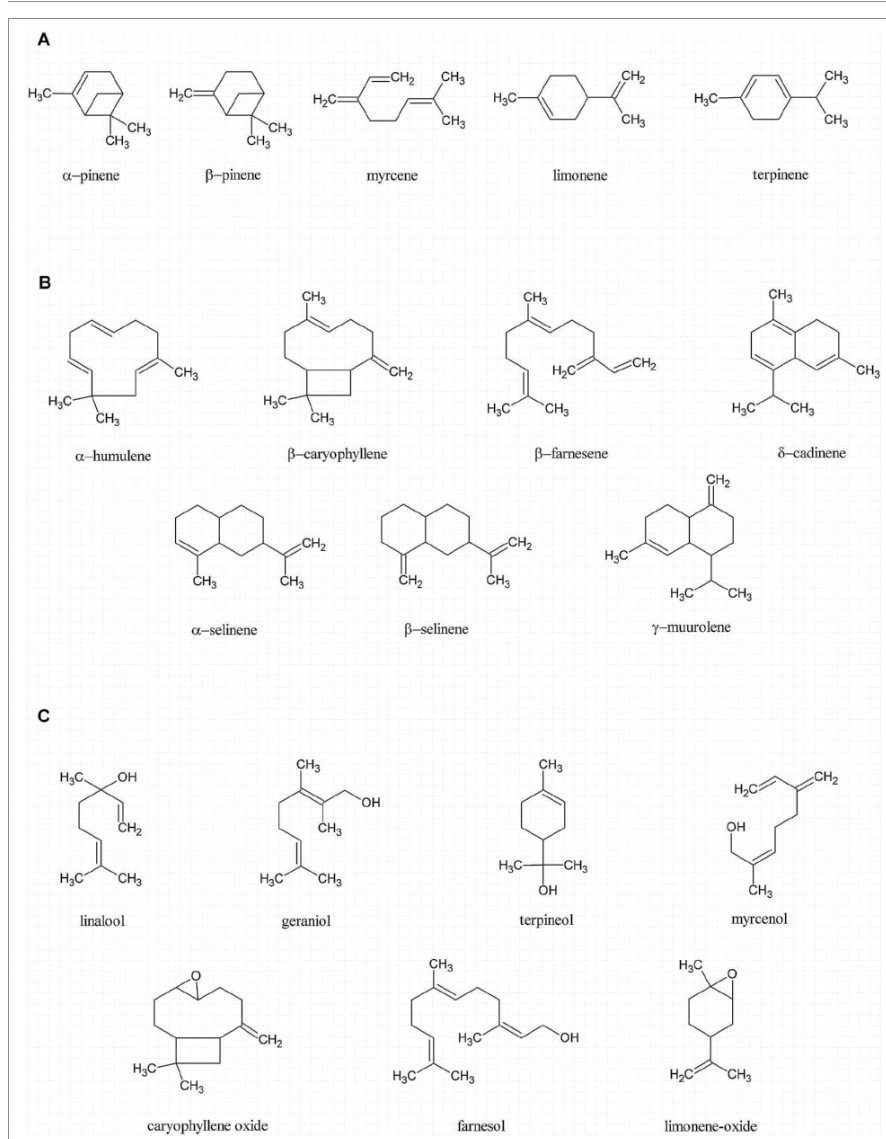 A
H₃C
CH₃
CH₃
α–pinene
H₂C
CH₃
CH₃
β–pinene
CH₂
H₂C
CH₃
CH₃
myrcene
H₃C
CH₂
CH₃
limonene
H₃C
CH₃
CH₃
terpinene
B
CH₃
H₃C
CH₃
α–humulene
CH₃
CH₂
H₃C
CH₃
β–caryophyllene
CH₃
H₂C
CH₂
H₃C
CH₃
β–farnesene
CH₃
CH₃
H₃C
CH₃
δ–cadinene
CH₂
CH₃
CH₃
α–selinene
CH₂
CH₂
CH₃
β–selinene
CH₂
H₃C
H₃C
CH₃
γ–muurolene
C
H₃C
OH
CH₂
H₃C
CH₃
linalool
CH₃
OH
CH₃
H₃C
CH₃
geraniol
CH₃
H₃C
CH₃
OH
terpineol
H₂C
CH₂
OH
CH₃
myrcenol
O
CH₂
H₃C
CH₃
caryophyllene oxide
CH₃
H₃C
OH
H₃C
CH₃
farnesol
H₃C
O
H₂C
CH₃
limonene-oxide